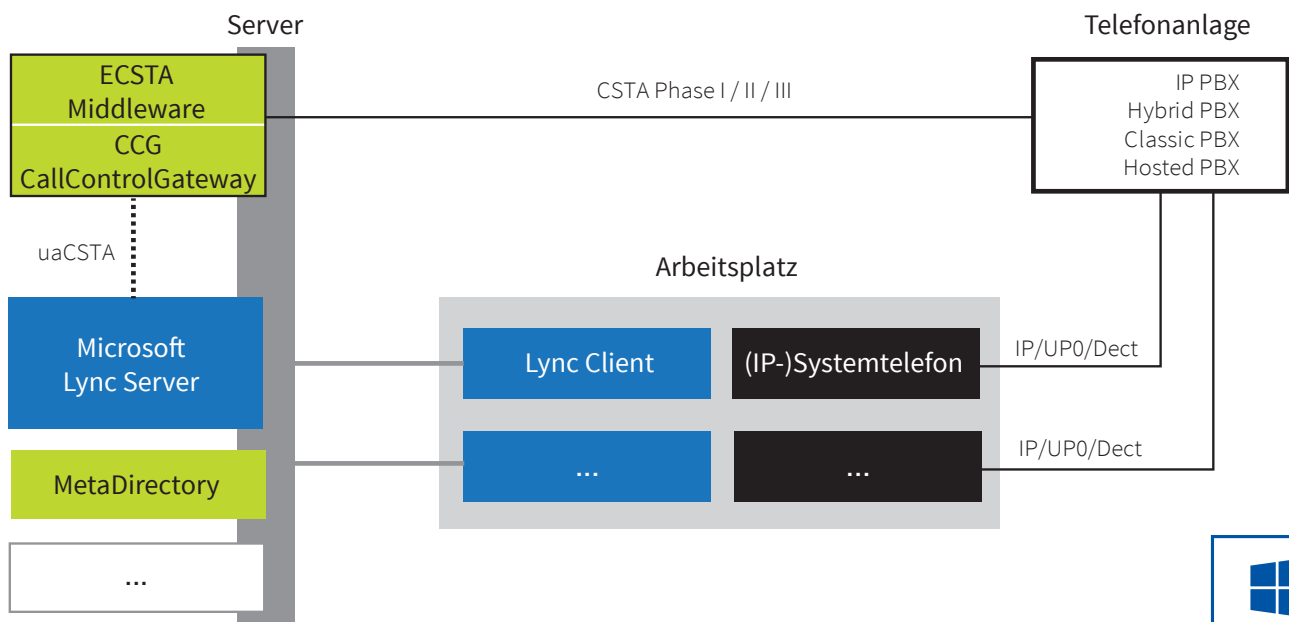 Server
Telefonanlage
ECSTA
Middleware
CCG
CallControlGateway
CSTA Phase I / II / III
IP PBX
Hybrid PBX
Classic PBX
Hosted PBX
uaCSTA
Arbeitsplatz
Microsoft
Lync Server
Lync Client
(IP-)Systemtelefon
IP/UP0/Dect
...
...
IP/UP0/Dect
MetaDirectory
...